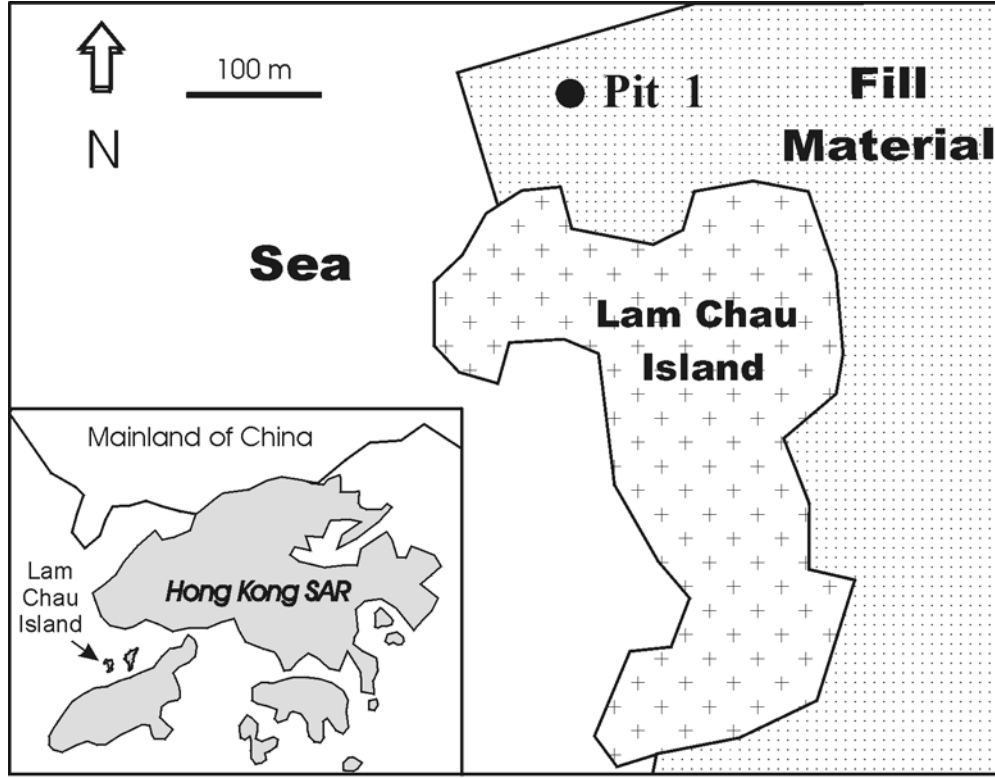 100 m
N
Pit 1
Fill
Material
Sea
Lam Chau
Island
Mainland of China
Lam
Chau
Island
Hong Kong SAR